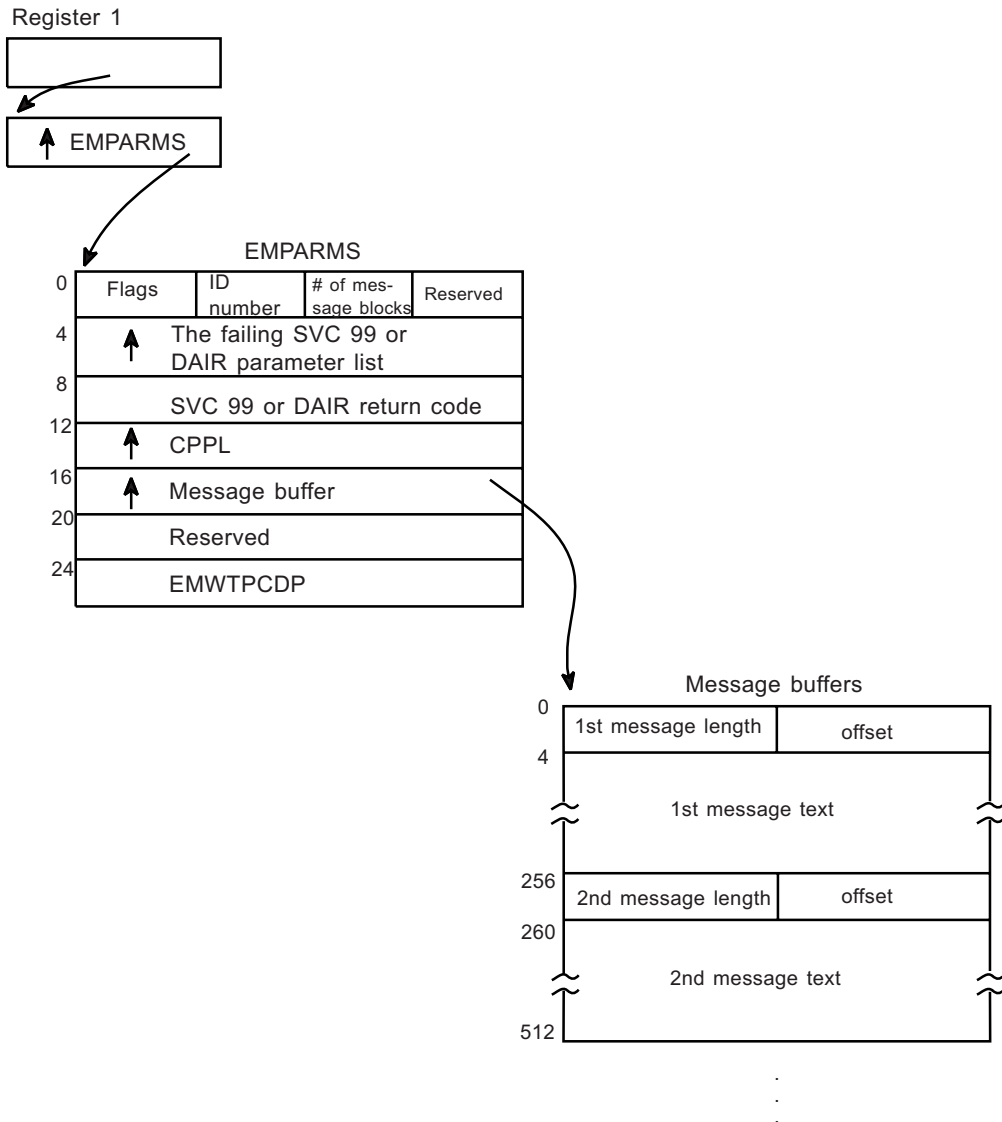 Register 1
EMPARMS
EMPARMS
0
Flags
ID
number
# of mes-
sage blocks
Reserved
4
The failing SVC 99 or
DAIR parameter list
8
SVC 99 or DAIR return code
12
CPPL
16
Message buffer
20
Reserved
24
EMWTPCDP
Message buffers
0
1st message length
offset
4
1st message text
256
2nd message length
offset
260
2nd message text
512
.
.
.